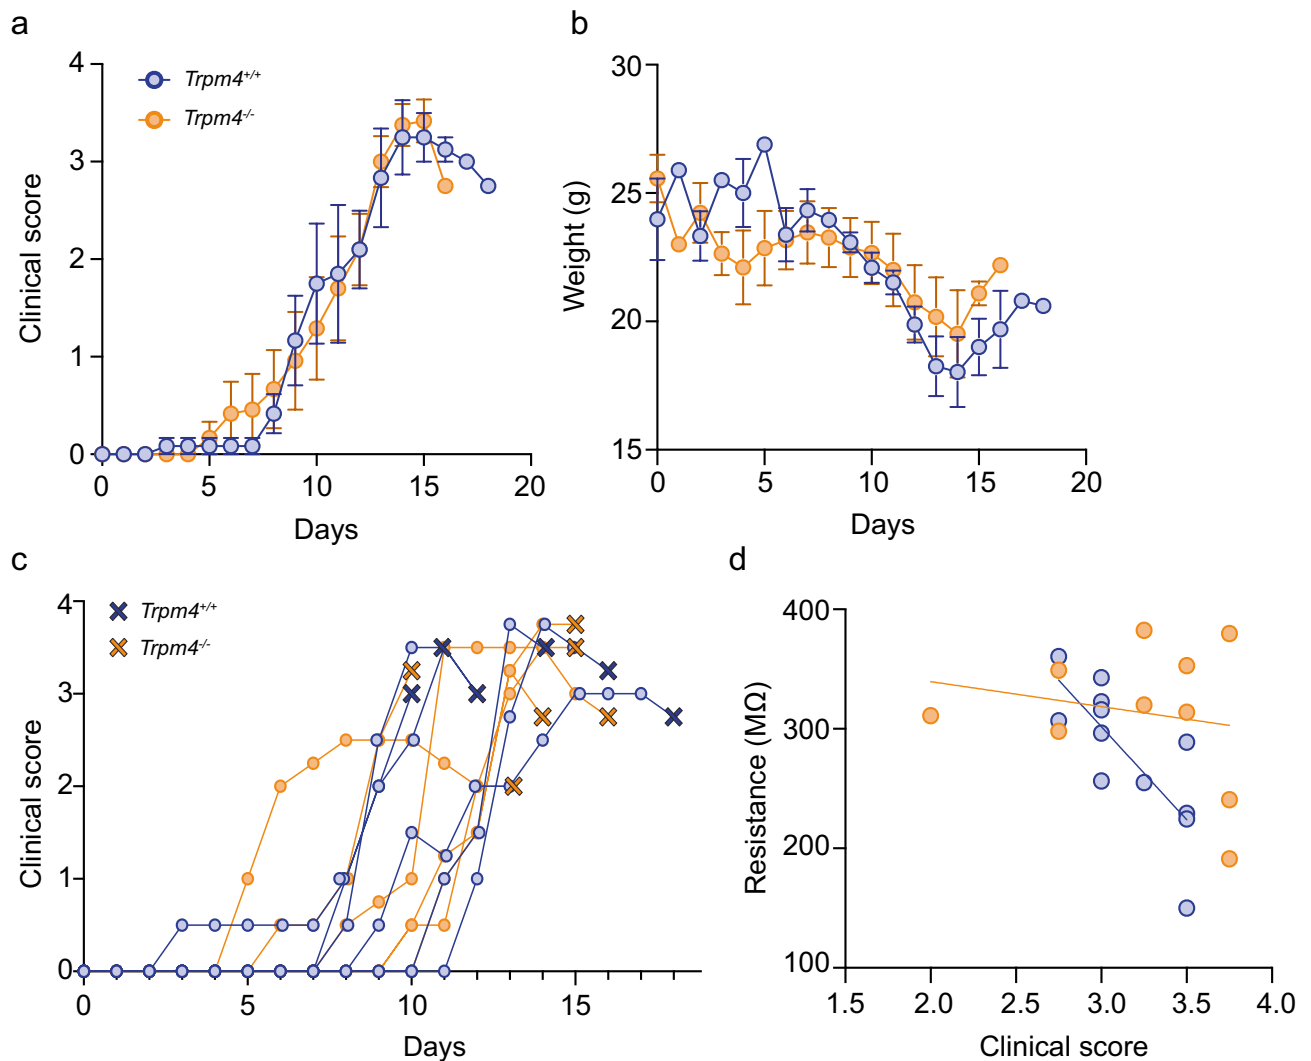 a
Clinical score
4
3
2
1
0
Trpm4+/+
Trpm4-/-
0 5 10 15 20
Days
b
Weight (g)
30
25
20
15
0 5 10 15 20
Days
c
Clinical score
4
3
2
1
0
Trpm4+/+
Trpm4-/-
0 5 10 15
Days
d
Resistance (MΩ)
400
300
200
100
1.5 2.0 2.5 3.0 3.5 4.0
Clinical score